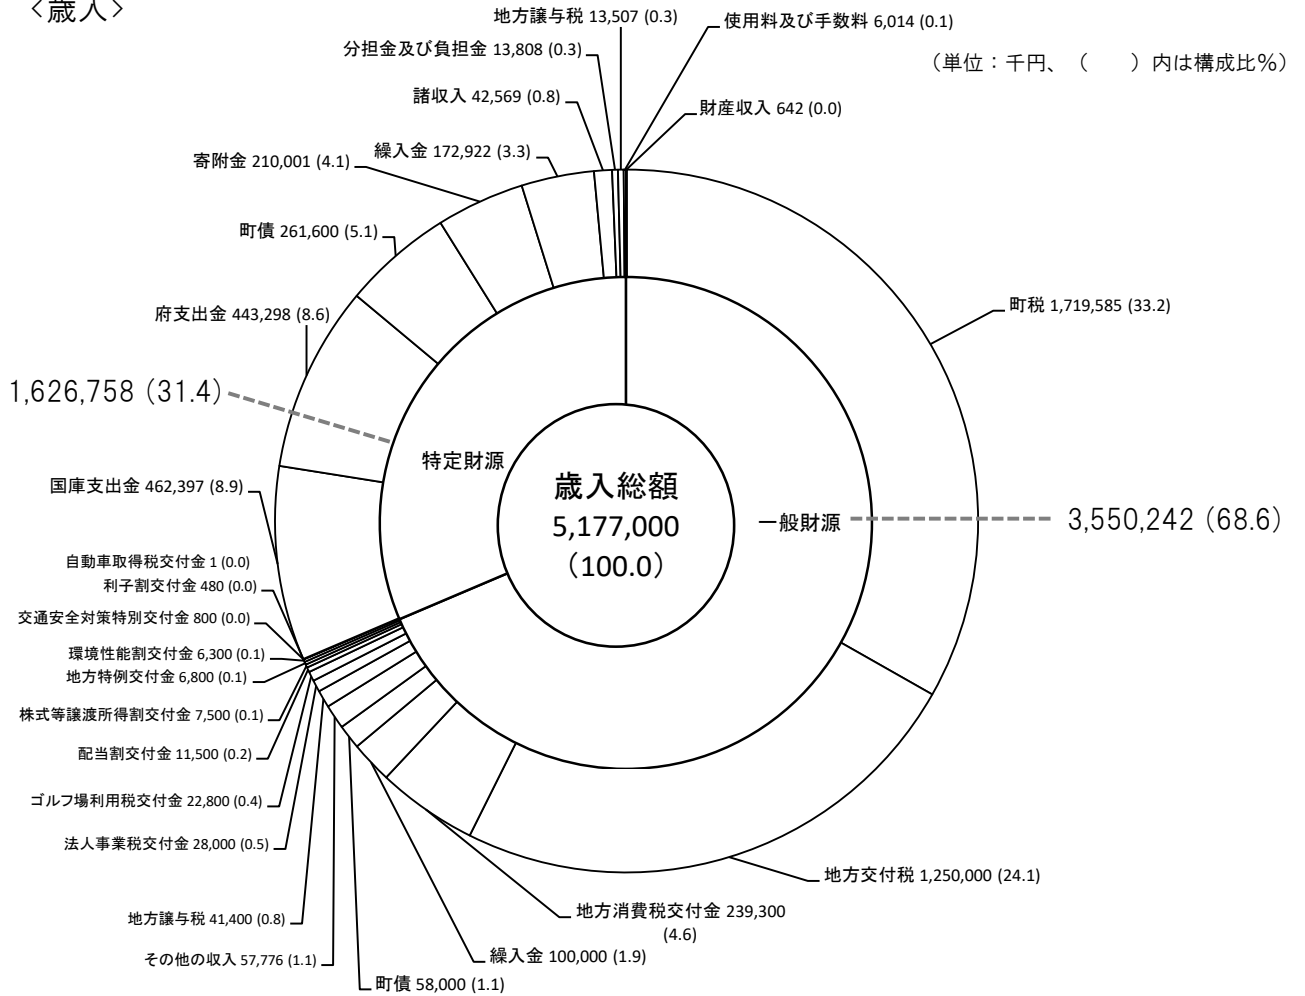 〈歳入〉
地方譲与税 13,507 (0.3)
使用料及び手数料 6,014 (0.1)
分担金及び負担金 13,808 (0.3)
（単位：千円、（　　）内は構成比％）
諸収入 42,569 (0.8)
財産収入 642 (0.0)
繰入金 172,922 (3.3)
寄附金 210,001 (4.1)
町債 261,600 (5.1)
町税 1,719,585 (33.2)
府支出金 443,298 (8.6)
1,626,758 (31.4)
特定財源
国庫支出金 462,397 (8.9)
歳入総額
5,177,000
（100.0）
一般財源
3,550,242 (68.6)
自動車取得税交付金 1 (0.0)
利子割交付金 480 (0.0)
交通安全対策特別交付金 800 (0.0)
環境性能割交付金 6,300 (0.1)
地方特例交付金 6,800 (0.1)
株式等譲渡所得割交付金 7,500 (0.1)
配当割交付金 11,500 (0.2)
ゴルフ場利用税交付金 22,800 (0.4)
法人事業税交付金 28,000 (0.5)
地方交付税 1,250,000 (24.1)
地方消費税交付金 239,300
(4.6)
地方譲与税 41,400 (0.8)
繰入金 100,000 (1.9)
その他の収入 57,776 (1.1)
町債 58,000 (1.1)